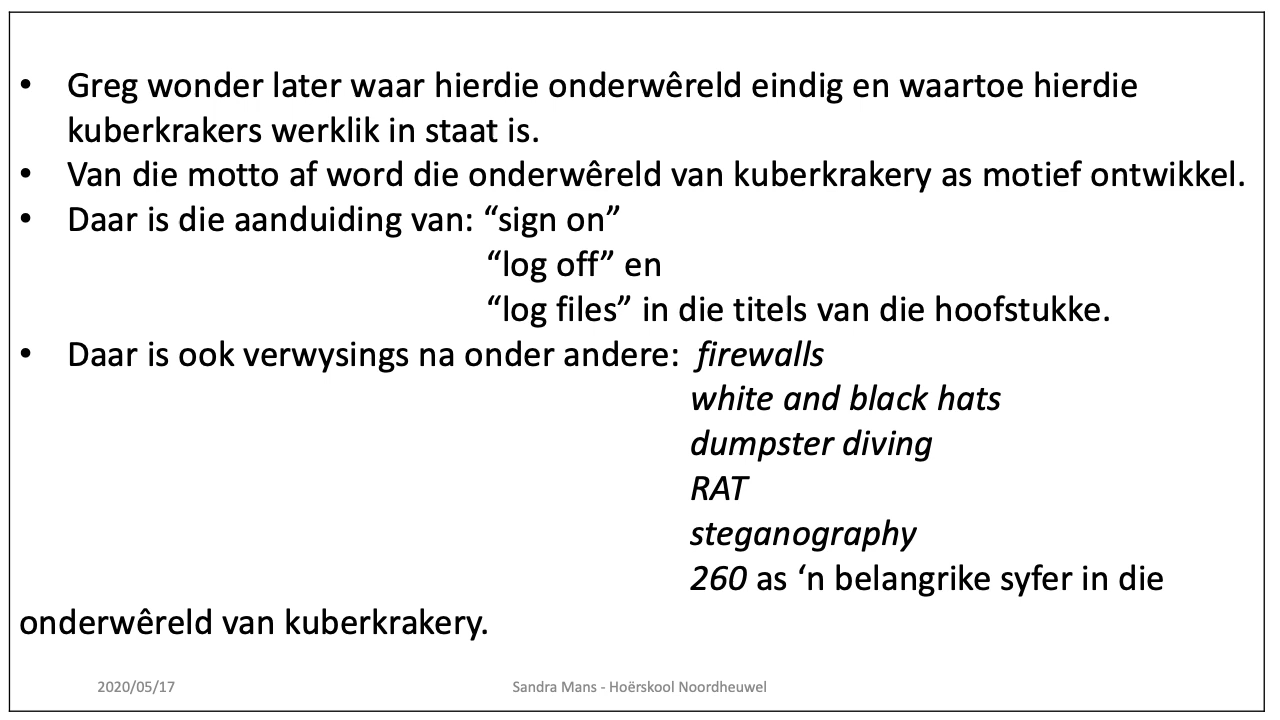 • Greg wonder later waar hierdie onderwêreld eindig en waartoe hierdie
kuberkrakers werklik in staat is.
• Van die motto af word die onderwêreld van kuberkrakery as motief ontwikkel.
• Daar is die aanduiding van: “sign on”
“log off” en
“log files” in die titels van die hoofstukke.
• Daar is ook verwysings na onder andere: firewalls
white and black hats
dumpster diving
RAT
steganography
260 as ‘n belangrike syfer in die
onderwêreld van kuberkrakery.
2020/05/17 Sandra Mans - Hoërskool Noordheuwel